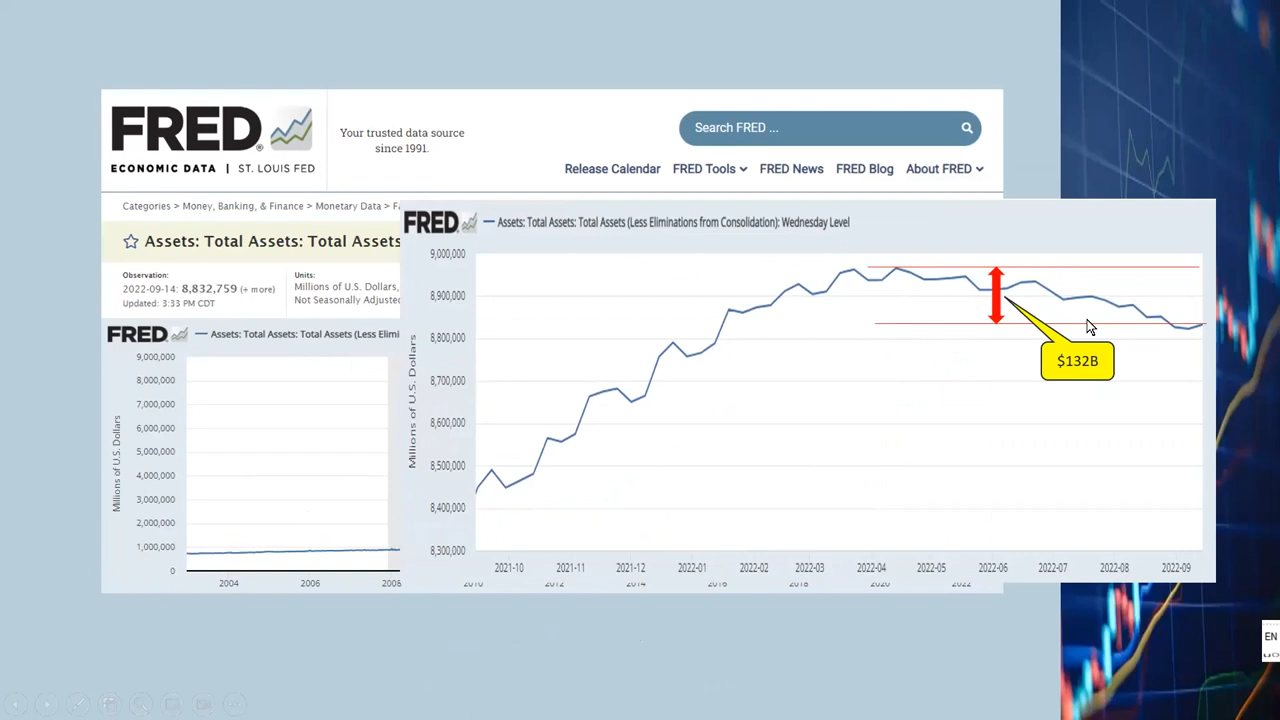 FRED
ECONOMIC DATA | ST. LOUIS FED
Your trusted data source
since 1991.
Search FRED ...
Release Calendar FRED Tools FRED News FRED Blog About FRED
Categories > Money, Banking, & Finance > Monetary Data >
Assets: Total Assets: Total Assets
Observation:
2022-09-14: 8,832,759 (+ more)
Updated: 3:33 PM CDT
Units:
Millions of U.S. Dollars,
Not Seasonally Adjusted
FRED
Assets: Total Assets: Total Assets (Less Elimi
9,000,000
8,000,000
7,000,000
6,000,000
5,000,000
4,000,000
3,000,000
2,000,000
1,000,000
0
Millions of U.S. Dollars
2004 2006 2008
FRED
Assets: Total Assets: Total Assets (Less Eliminations from Consolidation): Wednesday Level
9,000,000
8,900,000
8,800,000
8,700,000
8,600,000
8,500,000
8,400,000
8,300,000
Millions of U.S. Dollars
$132B
2021-10 2021-11 2021-12 2022-01 2022-02 2022-03 2022-04 2022-05 2022-06 2022-07 2022-08 2022-09
2010 2012 2014 2016 2018 2020 2022
EN